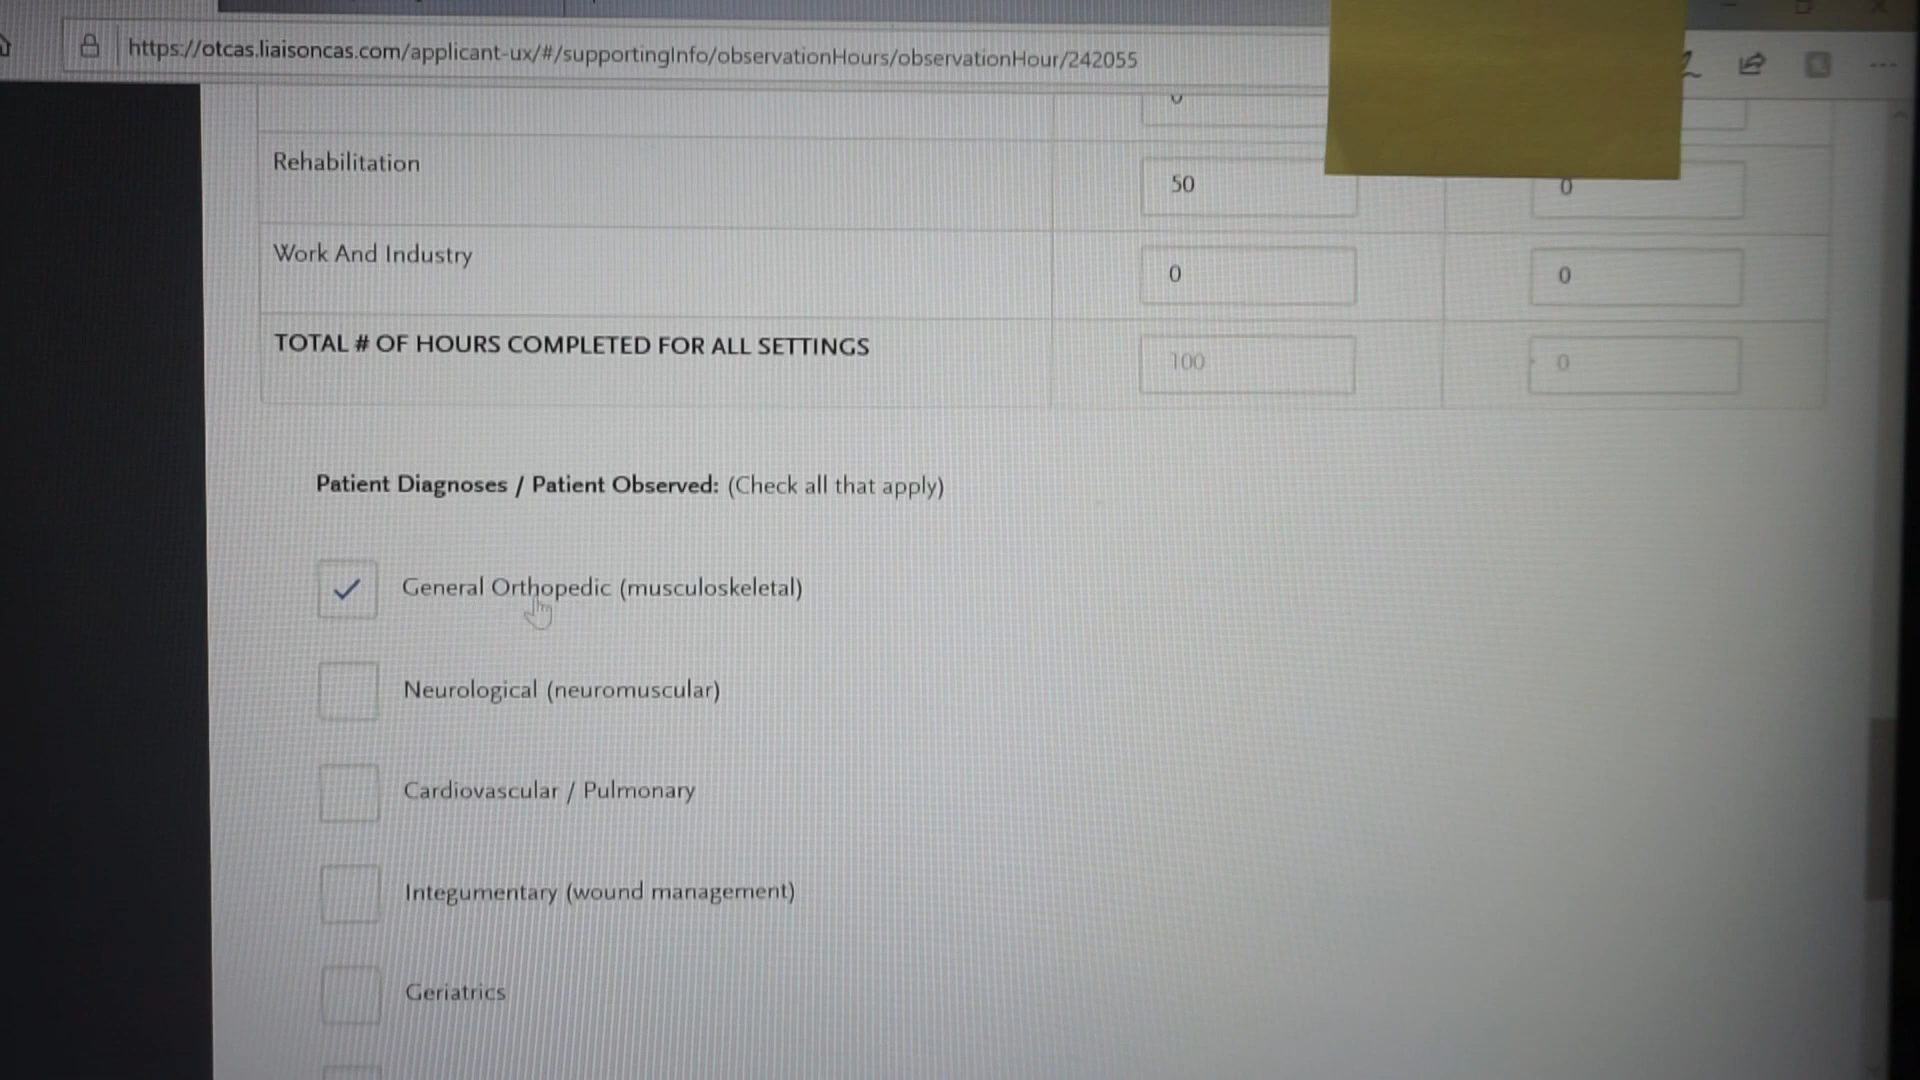 https://otcas.liaisoncas.com/applicant-ux/#/supportingInfo/observationHours/observationHour/242055
Rehabilitation 50 0
Work And Industry 0 0
TOTAL # OF HOURS COMPLETED FOR ALL SETTINGS 100 0
Patient Diagnoses / Patient Observed: (Check all that apply)
General Orthopedic (musculoskeletal)
Neurological (neuromuscular)
Cardiovascular / Pulmonary
Integumentary (wound management)
Geriatrics